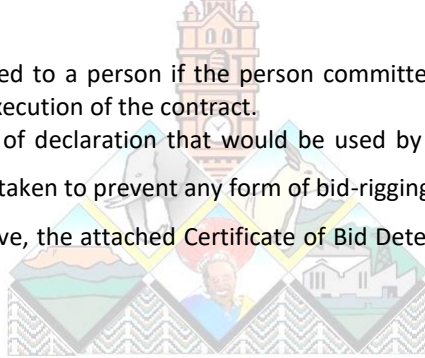 ed to a person if the person committe
xecution of the contract.
of declaration that would be used by
taken to prevent any form of bid-rigging
ve, the attached Certificate of Bid Dete